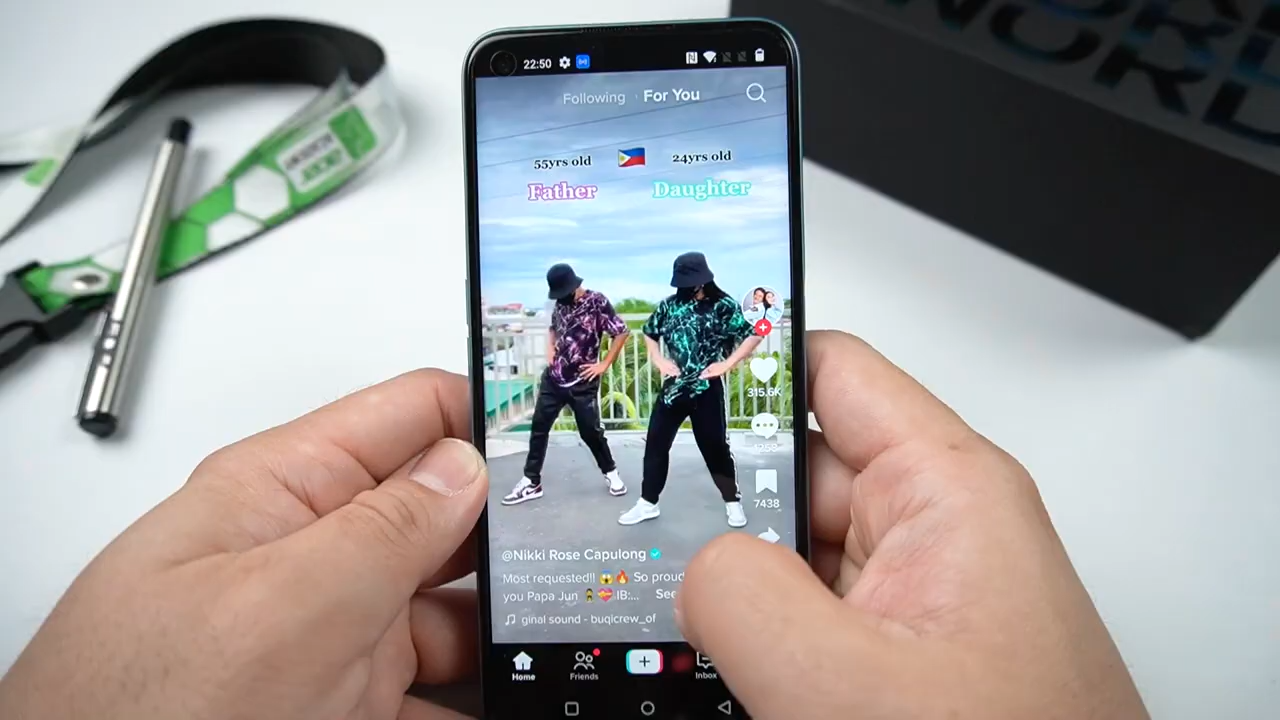 22:50
Following
For You
55yrs old
24yrs old
Father
Daughter
315.6K
7438
@Nikki Rose Capulong
Most requested!! 😱🔥 So proud
you Papa Jun 🧍‍♂️💝 IB:... See
ginal sound - buqicrew_of
Home
Friends
Inbox
WORD